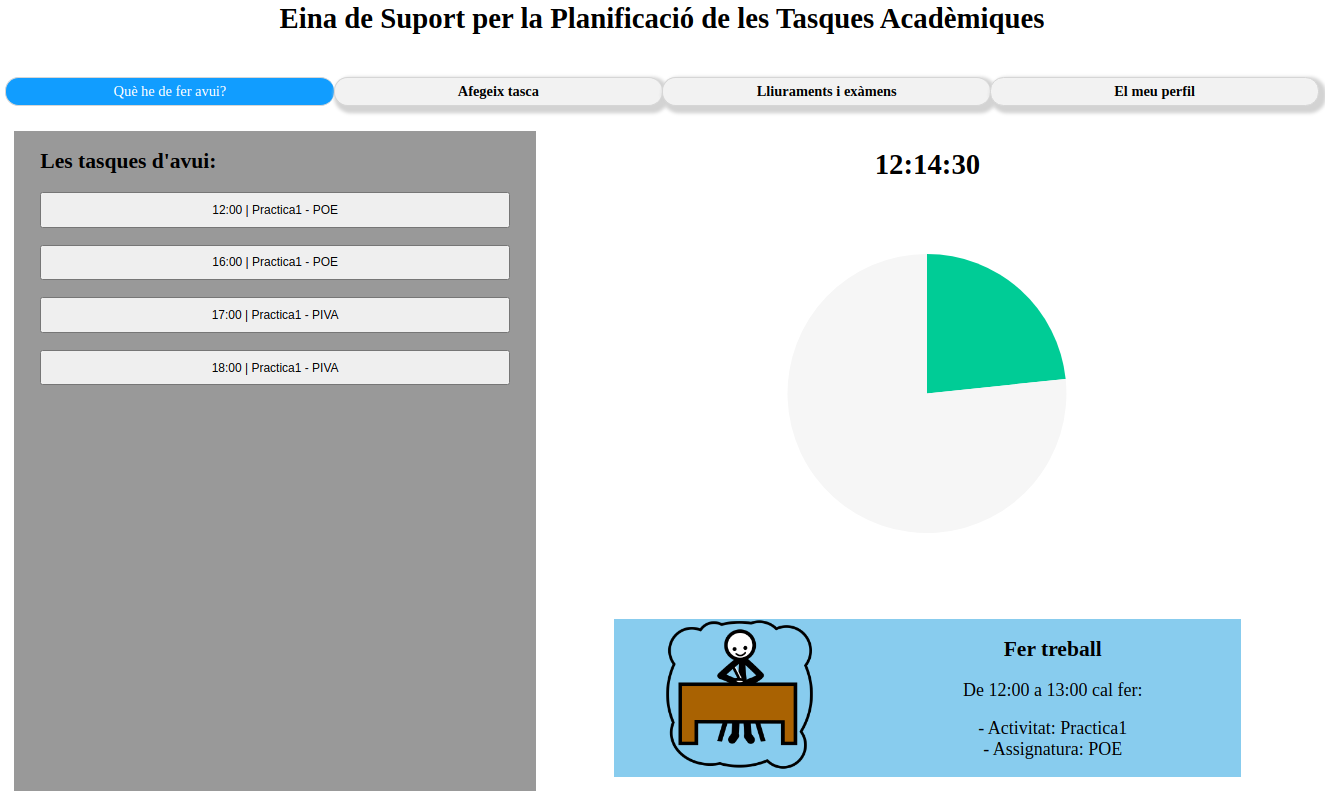 Eina de Suport per la Planificació de les Tasques Acadèmiques
Què he de fer avui?
Afegeix tasca
Lliuraments i exàmens
El meu perfil
Les tasques d'avui:
12:00 | Practica1 - POE
16:00 | Practica1 - POE
17:00 | Practica1 - PIVA
18:00 | Practica1 - PIVA
12:14:30
Fer treball
De 12:00 a 13:00 cal fer:
- Activitat: Practica1
- Assignatura: POE